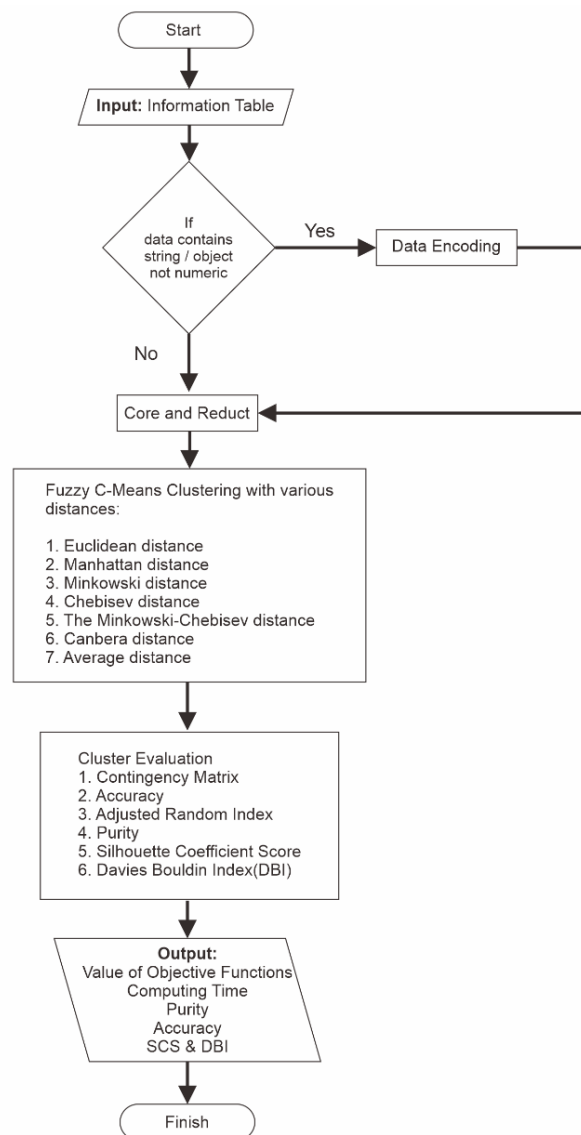 Start
Input: Information Table
If
data contains
string / object
not numeric
Yes
Data Encoding
No
Core and Reduct
Fuzzy C-Means Clustering with various
distances:
1. Euclidean distance
2. Manhattan distance
3. Minkowski distance
4. Chebisev distance
5. The Minkowski-Chebisev distance
6. Canbera distance
7. Average distance
Cluster Evaluation
1. Contingency Matrix
2. Accuracy
3. Adjusted Random Index
4. Purity
5. Silhouette Coefficient Score
6. Davies Bouldin Index(DBI)
Output:
Value of Objective Functions
Computing Time
Purity
Accuracy
SCS & DBI
Finish